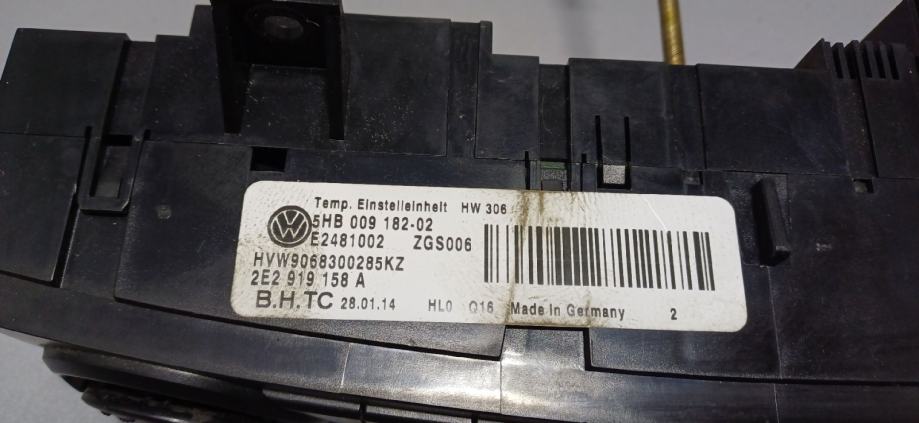 Temp. Einstelleinheit HW 306
5HB 009 182-02
E2481002 ZGS006
HVW9068300285KZ
2E2 919 158 A
B.H.TC 28.01.14 HL0 Q16 Made in Germany 2